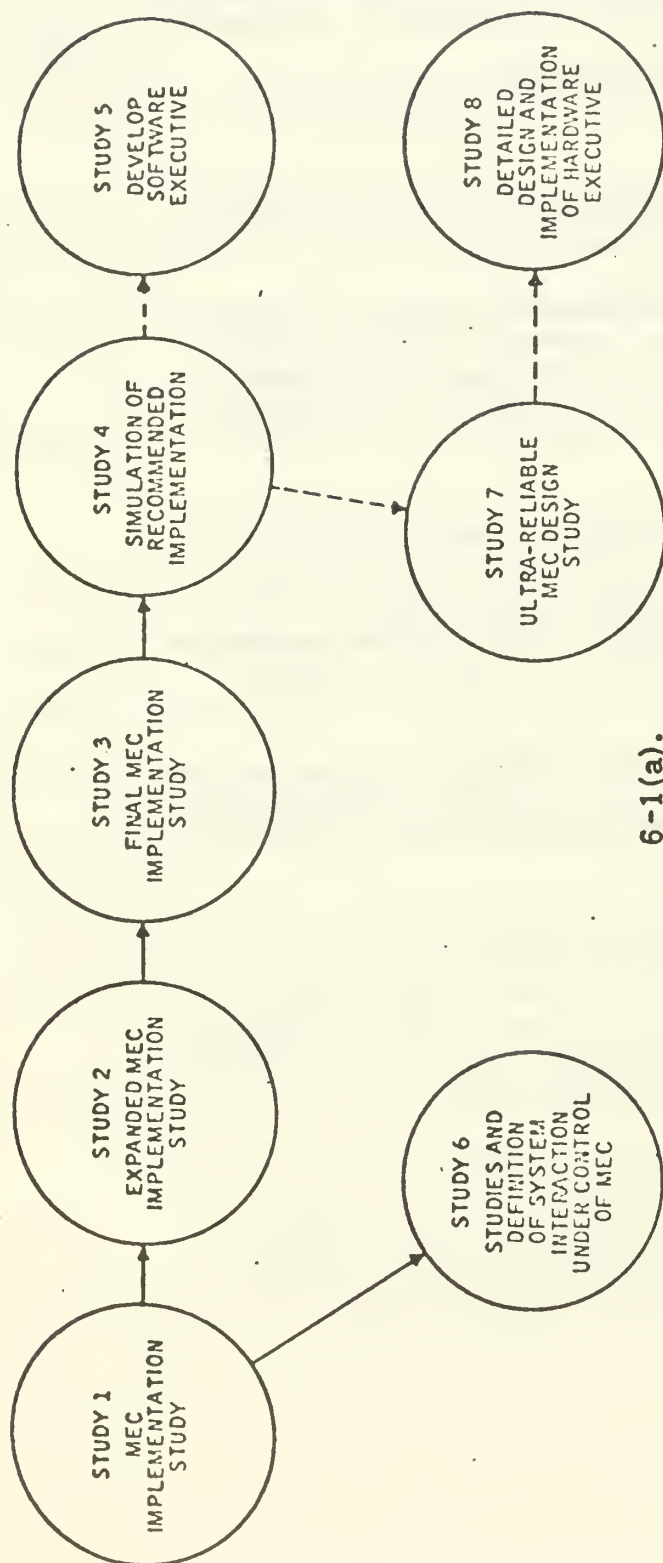 STUDY 1
MEC
IMPLEMENTATION
STUDY
STUDY 2
EXPANDED MEC
IMPLEMENTATION
STUDY
STUDY 3
FINAL MEC
IMPLEMENTATION
STUDY
STUDY 4
SIMULATION OF
RECOMMENDED
IMPLEMENTATION
STUDY 5
DEVELOP
SOFTWARE
EXECUTIVE
STUDY 6
STUDIES AND
DEFINITION
OF SYSTEM
INTERACTION
UNDER CONTROL
OF MEC
STUDY 7
ULTRA-RELIABLE
MEC DESIGN
STUDY
STUDY 8
DETAILED
DESIGN AND
IMPLEMENTATION
OF HARDWARE
EXECUTIVE
6-1(a).